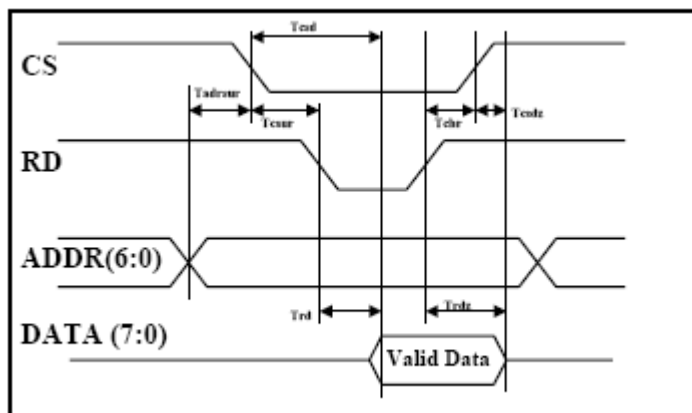 Tcsd
CS
Tadrsur
Tcsur
Tchr
Tcsdz
RD
ADDR(6:0)
Trd
Trdz
DATA (7:0)
Valid Data